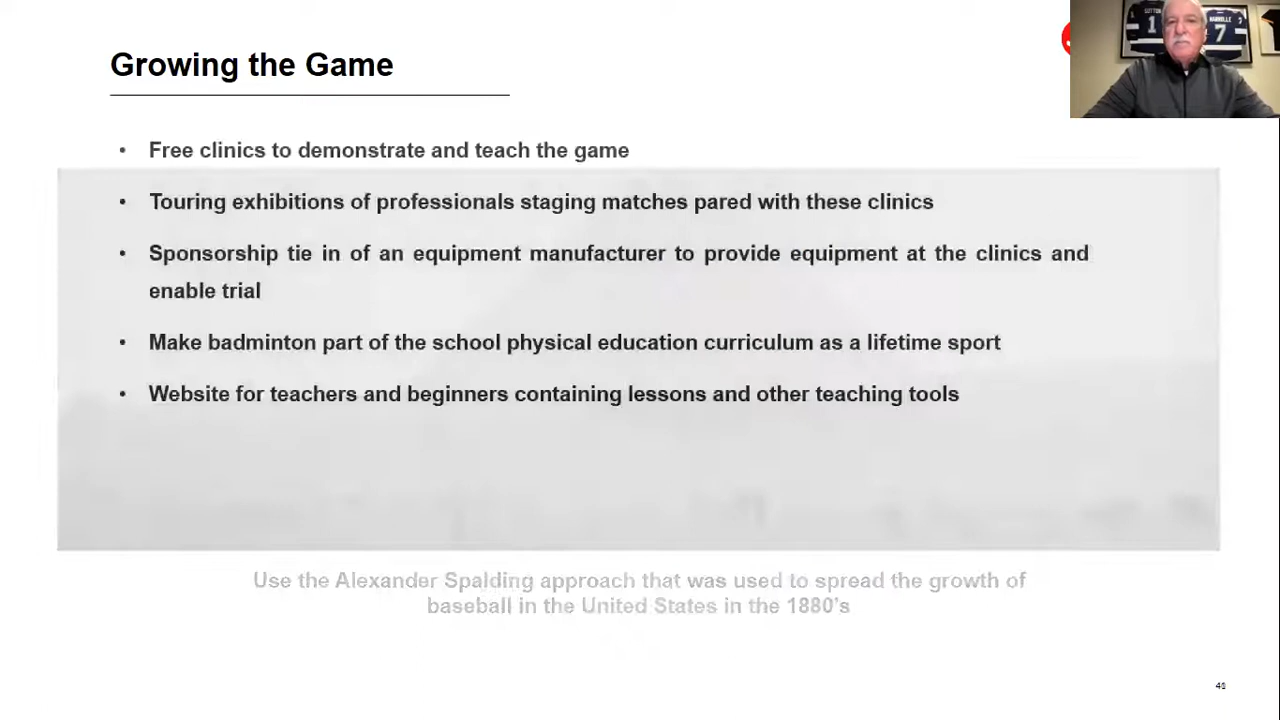 Growing the Game
• Free clinics to demonstrate and teach the game
• Touring exhibitions of professionals staging matches pared with these clinics
• Sponsorship tie in of an equipment manufacturer to provide equipment at the clinics and
enable trial
• Make badminton part of the school physical education curriculum as a lifetime sport
• Website for teachers and beginners containing lessons and other teaching tools
Use the Alexander Spalding approach that was used to spread the growth of
baseball in the United States in the 1880's
1
7